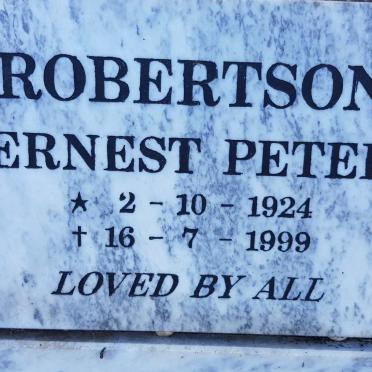 ROBERTSON
ERNEST PETER
★ 2 - 10 - 1924
† 16 - 7 - 1999
LOVED BY ALL